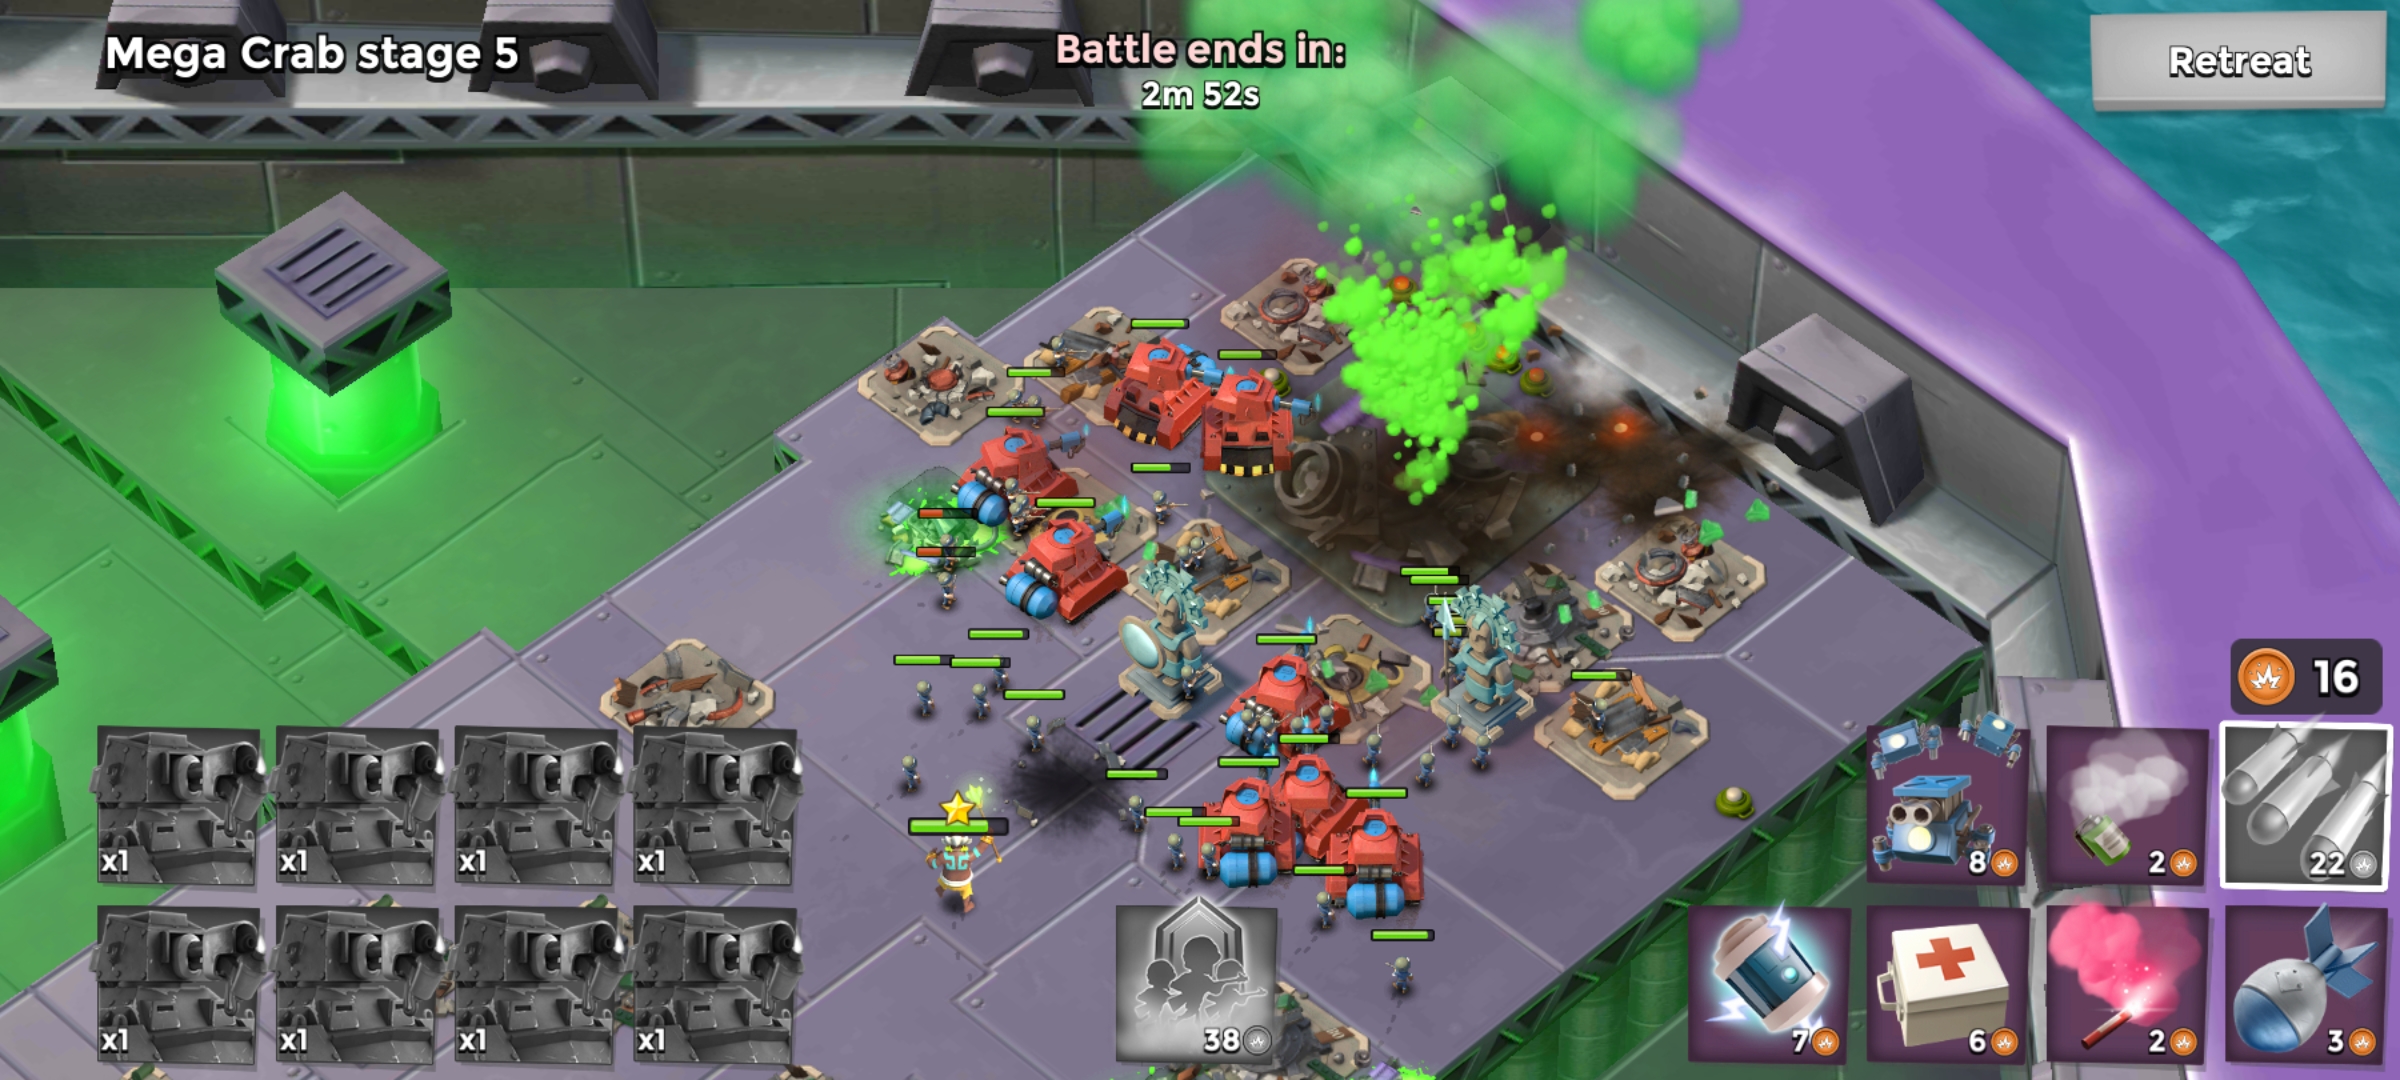 Mega Crab stage 5
Battle ends in:
2m 52s
Retreat
16
8
2
22
x1
x1
x1
x1
x1
x1
x1
x1
38
7
6
2
3